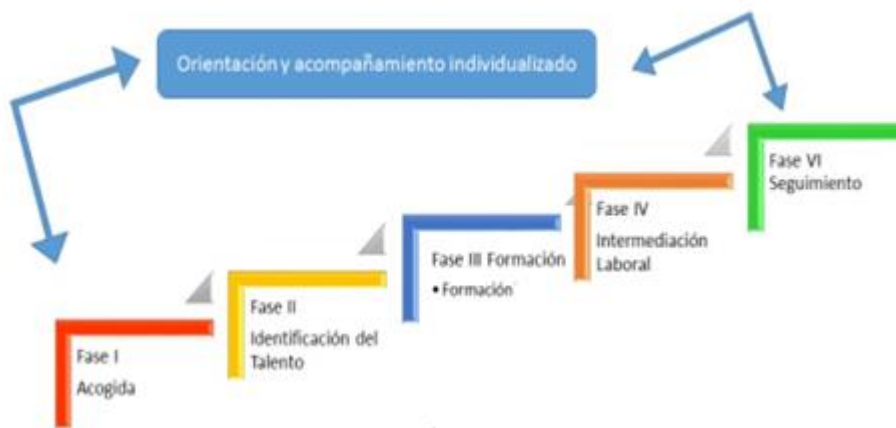 Orientación y acompañamiento individualizado
Fase I
Acogida
Fase II
Identificación del
Talento
Fase III Formación
• Formación
Fase IV
Intermediación
Laboral
Fase VI
Seguimiento